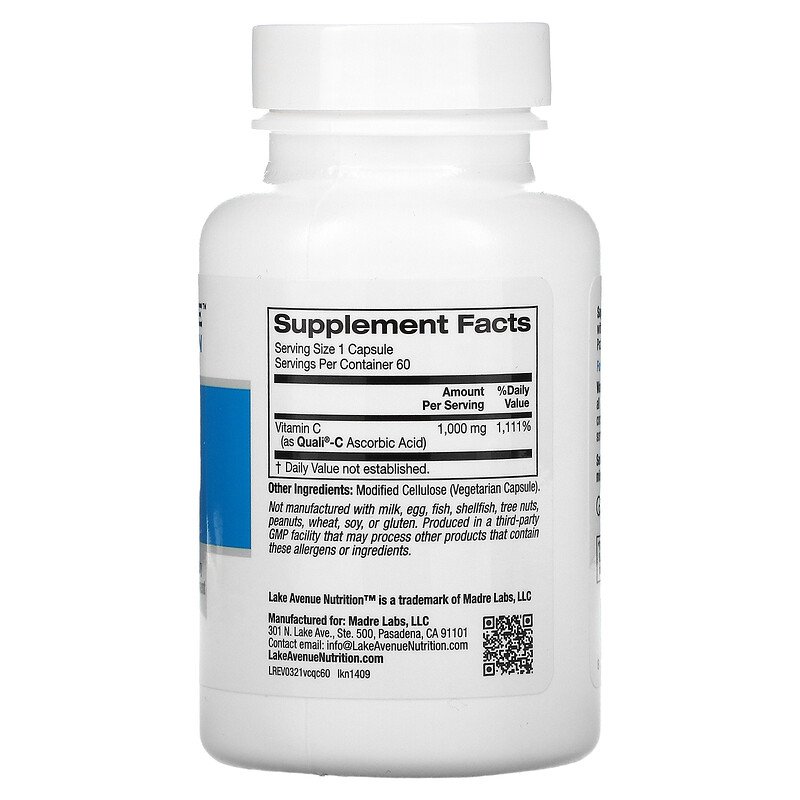 Supplement Facts
Serving Size 1 Capsule
Servings Per Container 60
Amount Per Serving
%Daily Value
Vitamin C 1,000 mg 1,111%
(as Quali®-C Ascorbic Acid)
† Daily Value not established.
Other Ingredients: Modified Cellulose (Vegetarian Capsule).
Not manufactured with milk, egg, fish, shellfish, tree nuts,
peanuts, wheat, soy, or gluten. Produced in a third-party
GMP facility that may process other products that contain
these allergens or ingredients.
Lake Avenue Nutrition™ is a trademark of Madre Labs, LLC
Manufactured for: Madre Labs, LLC
301 N. Lake Ave., Ste. 500, Pasadena, CA 91101
Contact email: info@LakeAvenueNutrition.com
LakeAvenueNutrition.com
LREV0321vcqc60 lkn1409